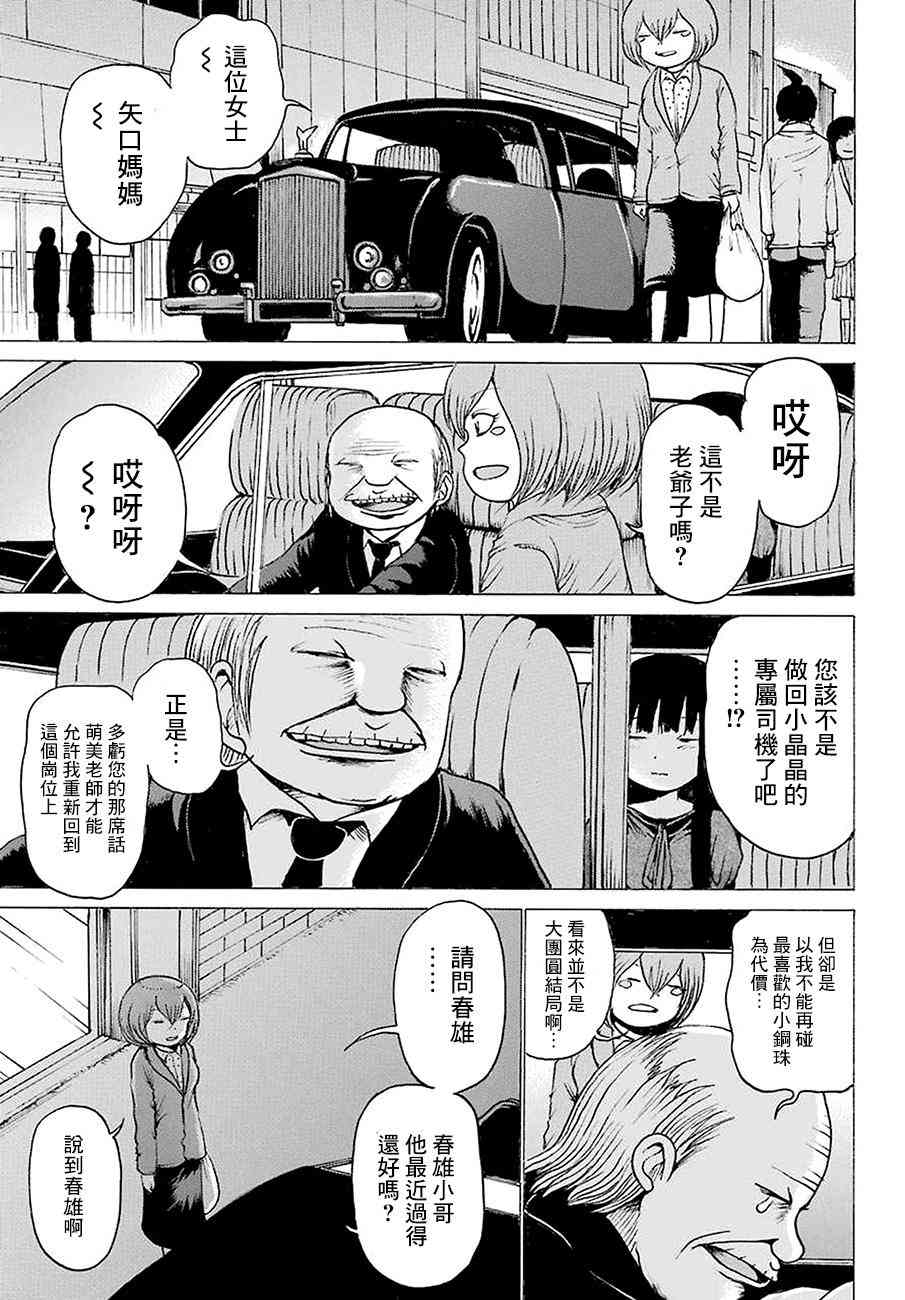 這位女士
～
矢口媽媽
～
哎呀
這不是
老爺子嗎?
哎呀呀
～?
您該不是
做回小晶晶的
專屬司機了吧
……!?
正是…
多虧您的那席話
萌美老師才能
允許我重新回到
這個崗位上
但卻是
以我不能再碰
最喜歡的小鋼珠
為代價…
看來並不是
大團圓結局啊…
請問春雄
……
春雄小哥
他最近過得
還好嗎?
說到春雄啊